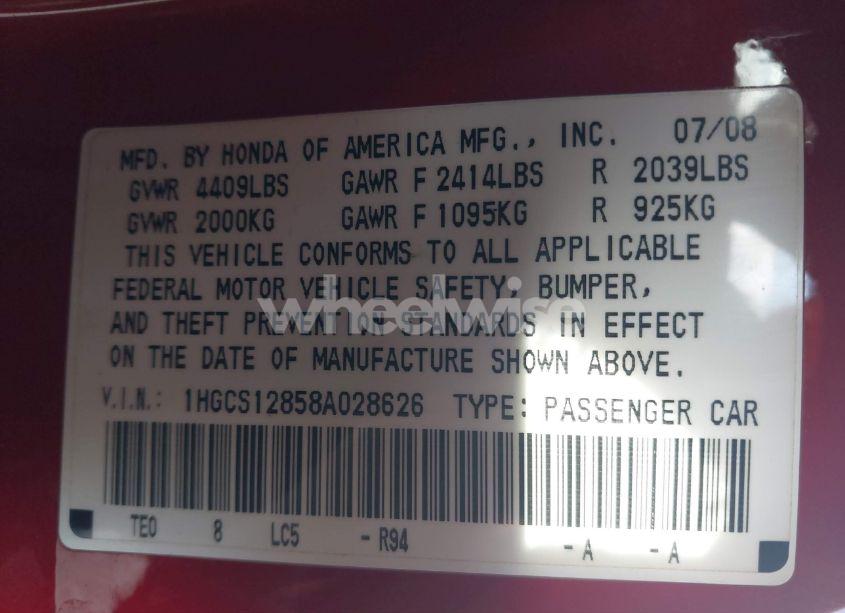 MFD. BY HONDA OF AMERICA MFG., INC. 07/08
GVWR 4409LBS GAWR F 2414LBS R 2039LBS
GVWR 2000KG GAWR F 1095KG R 925KG
THIS VEHICLE CONFORMS TO ALL APPLICABLE
FEDERAL MOTOR VEHICLE SAFETY, BUMPER,
wheelwise
AND THEFT PREVENTION STANDARDS IN EFFECT
ON THE DATE OF MANUFACTURE SHOWN ABOVE.
V.I.N.: 1HGCS12858A028626 TYPE: PASSENGER CAR
TE0 8 LC5 - R94 - A - A